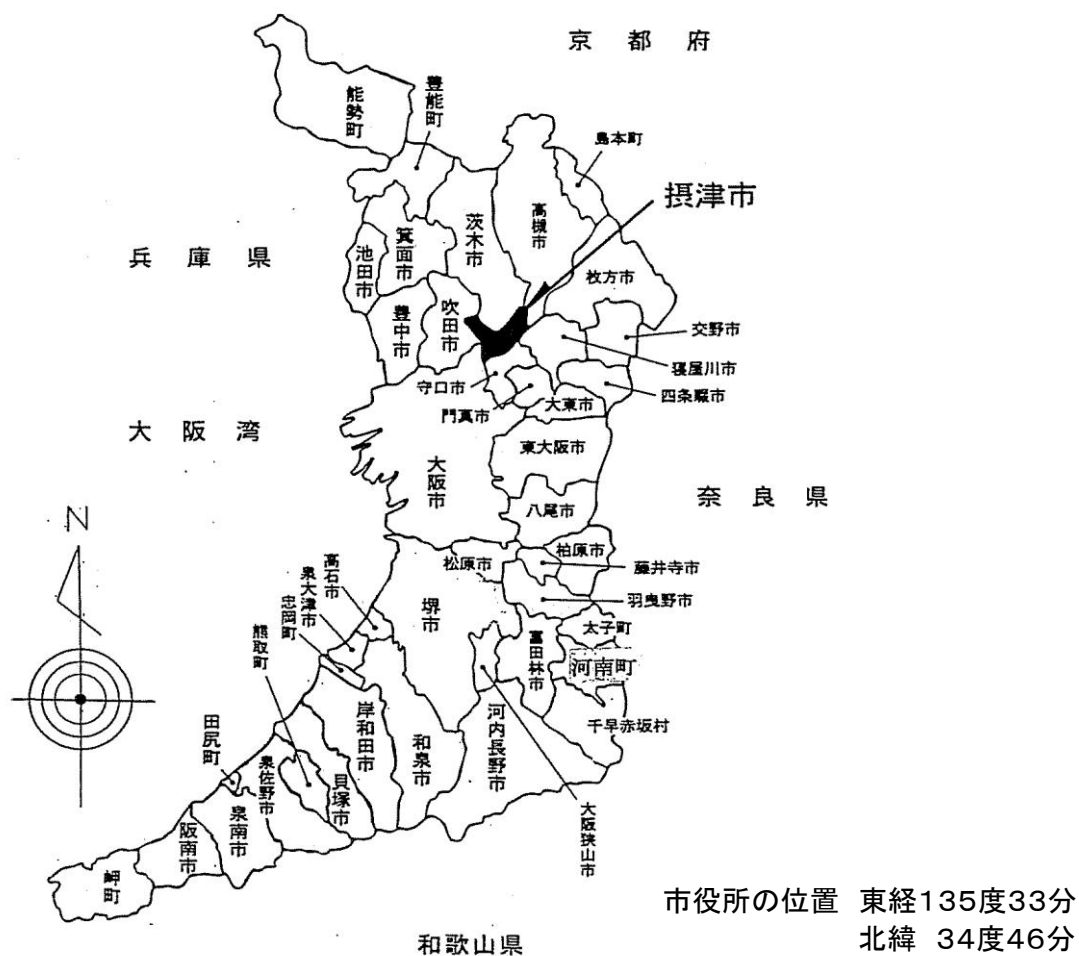 京都府
能勢町
豊能町
島本町
摂津市
高槻市
茨木市
兵庫県
箕面市
池田市
枚方市
吹田市
豊中市
交野市
寝屋川市
守口市
四条畷市
門真市
大東市
大阪湾
東大阪市
大阪市
奈良県
八尾市
N
柏原市
松原市
藤井寺市
高石市
泉大津市
忠岡町
熊取町
堺市
羽曳野市
太子町
富田林市
河南町
千早赤坂村
田尻町
泉佐野市
岸和田市
和泉市
河内長野市
貝塚市
大阪狭山市
泉南市
阪南市
岬町
市役所の位置 東経135度33分
北緯 34度46分
和歌山県